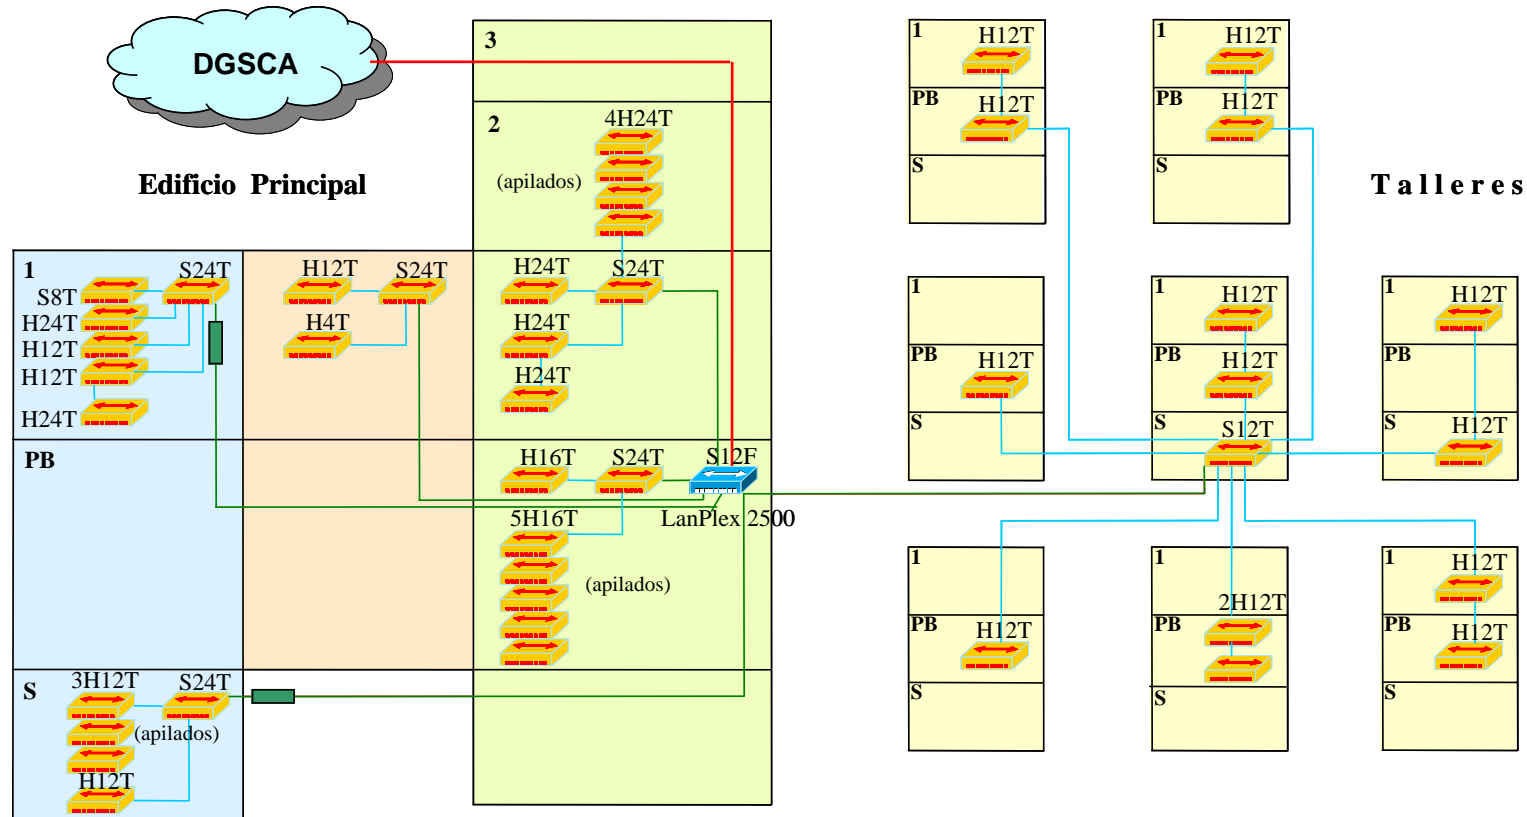 DGSCA
Edificio Principal
T a l l e r e s
3
2
4H24T
(apilados)
1
S24T
S8T
H24T
H12T
H12T
H24T
H12T
S24T
H4T
H24T
S24T
H24T
H24T
PB
H16T
S24T
S12F
LanPlex 2500
5H16T
(apilados)
S
3H12T
S24T
(apilados)
H12T
1
H12T
PB
H12T
S
1
H12T
PB
H12T
S
1
PB
H12T
S
1
H12T
PB
H12T
S
S12T
1
H12T
PB
S
H12T
1
PB
H12T
S
1
2H12T
PB
S
1
H12T
PB
H12T
S